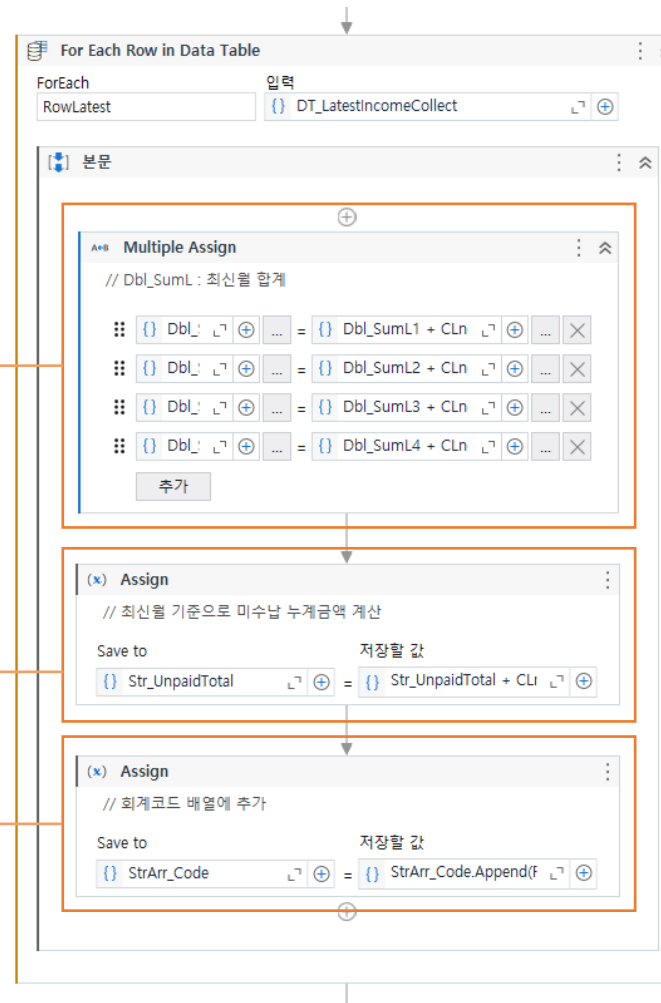 For Each Row in Data Table
ForEach 입력
RowLatest {} DT_LatestIncomeCollect
본문
A↔B Multiple Assign
// Dbl_SumL : 최신월 합계
{} Dbl_ ... = {} Dbl_SumL1 + CLn ...
{} Dbl_ ... = {} Dbl_SumL2 + CLn ...
{} Dbl_ ... = {} Dbl_SumL3 + CLn ...
{} Dbl_ ... = {} Dbl_SumL4 + CLn ...
추가
(x) Assign
// 최신월 기준으로 미수납 누계금액 계산
Save to 저장할 값
{} Str_UnpaidTotal = {} Str_UnpaidTotal + CLr
(x) Assign
// 회계코드 배열에 추가
Save to 저장할 값
{} StrArr_Code = {} StrArr_Code.Append(